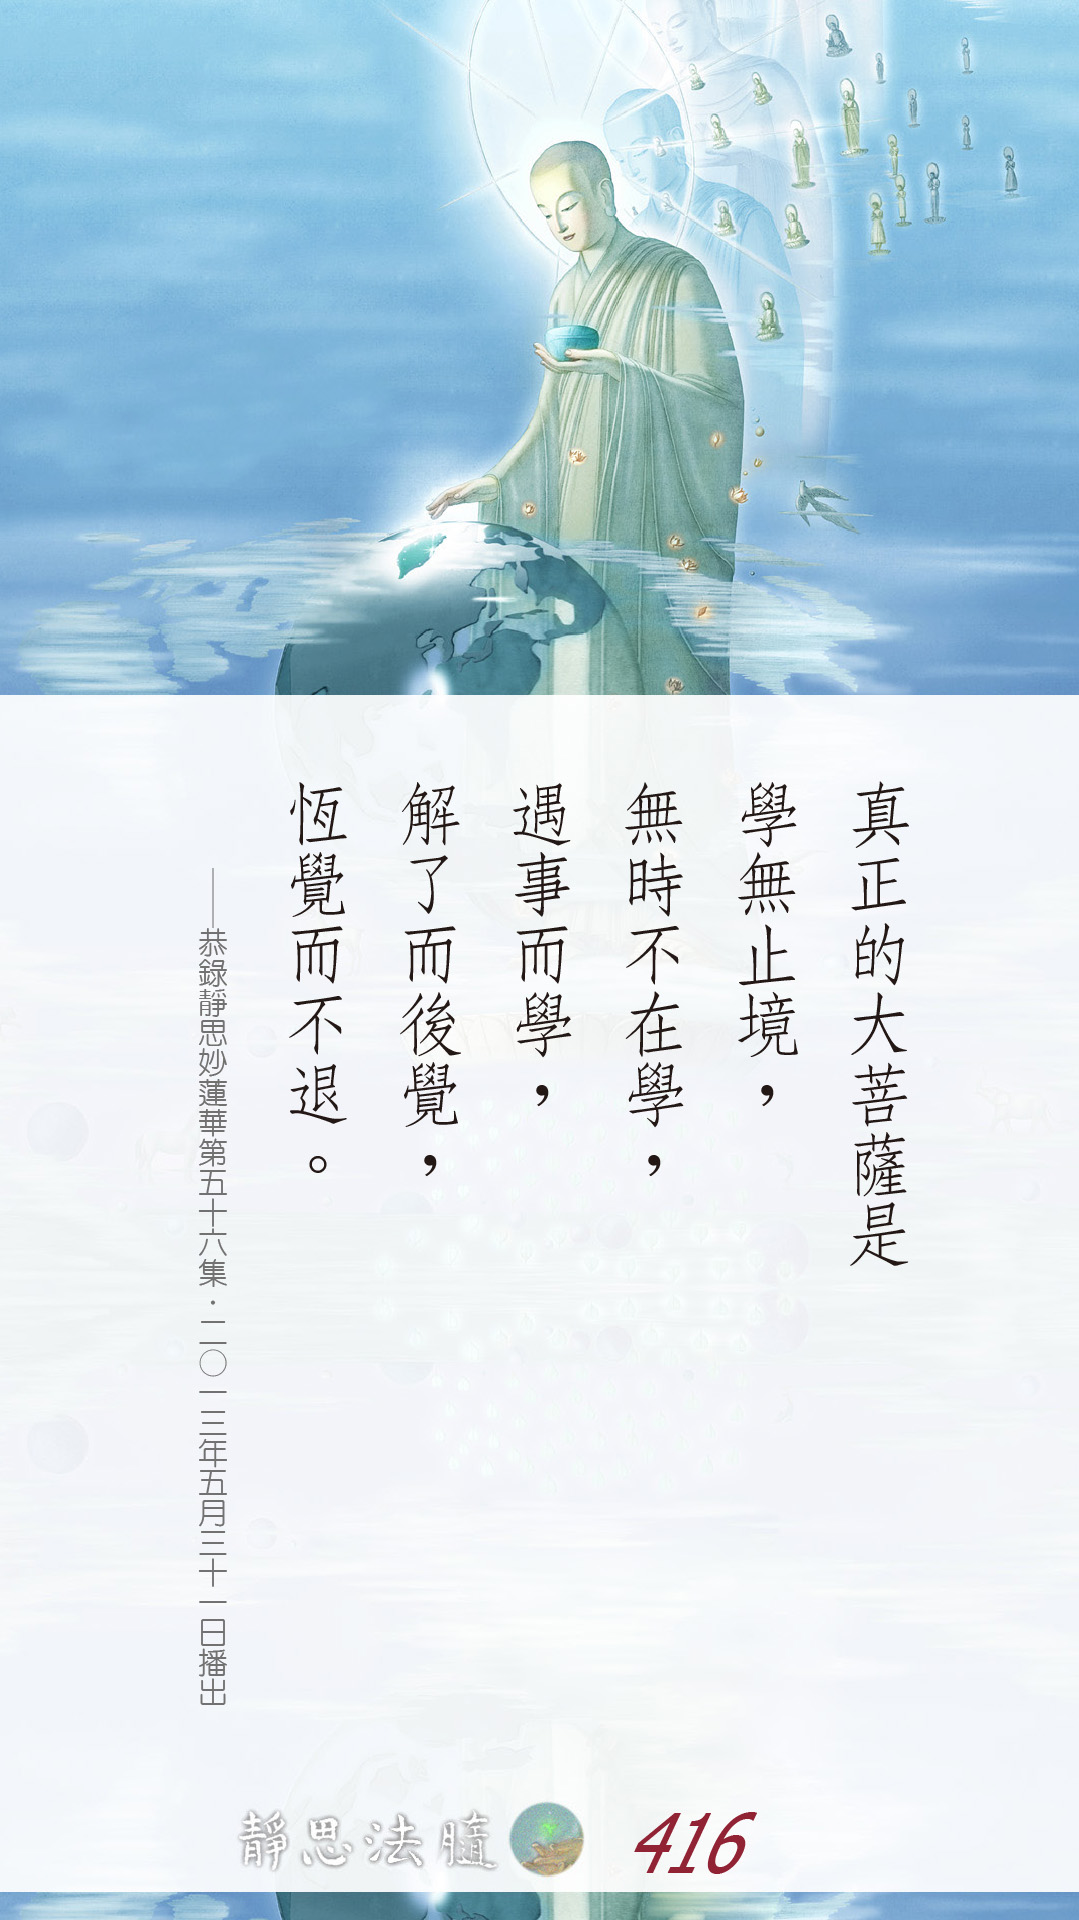 真正的大菩薩是
學無止境，
無時不在學，
遇事而學，
解了而後覺，
恆覺而不退。
——恭錄靜思妙蓮華第五十六集．二〇一三年五月三十一日播出
靜思法髓
416